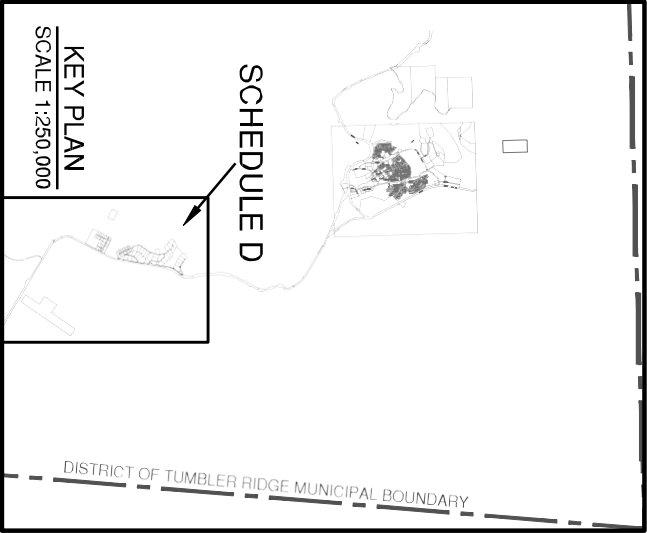 KEY PLAN
SCALE 1:250,000
SCHEDULE D
DISTRICT OF TUMBLER RIDGE MUNICIPAL BOUNDARY